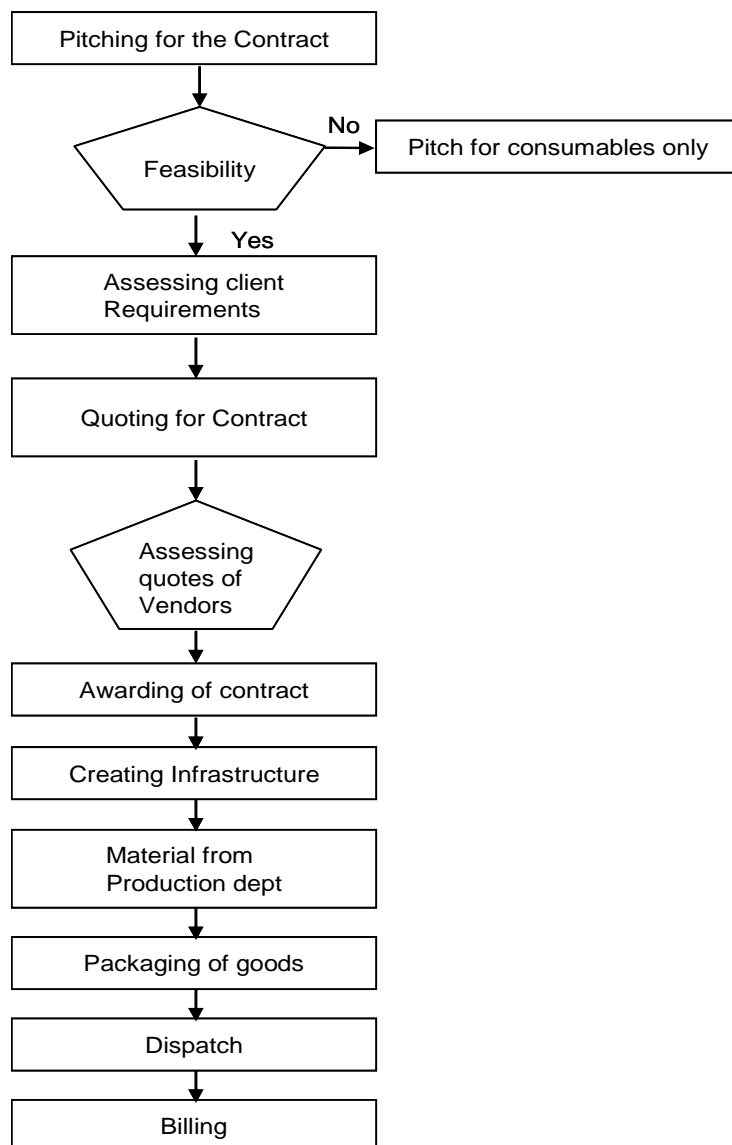 Pitching for the Contract
No
Feasibility
Pitch for consumables only
Yes
Assessing client
Requirements
Quoting for Contract
Assessing
quotes of
Vendors
Awarding of contract
Creating Infrastructure
Material from
Production dept
Packaging of goods
Dispatch
Billing